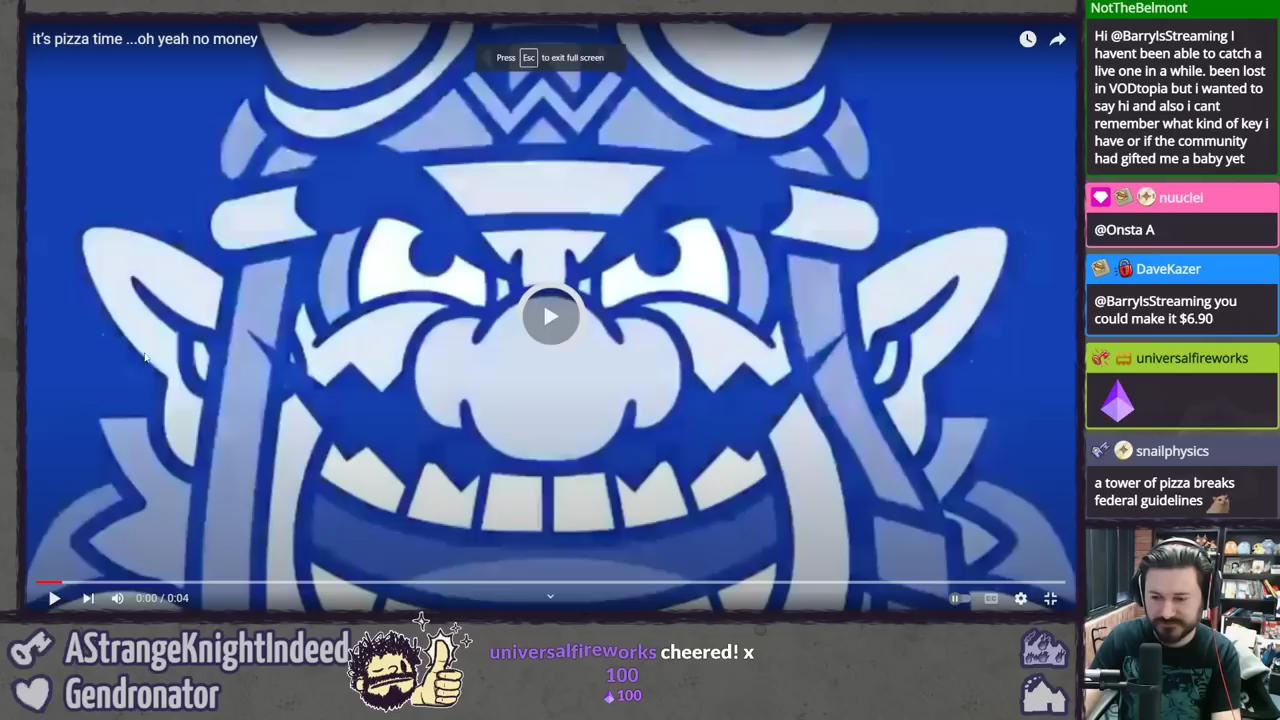 it's pizza time ...oh yeah no money
Press Esc to exit full screen
W
0:00 / 0:04
CC
NotTheBelmont
Hi @BarryIsStreaming I
havent been able to catch a
live one in a while. been lost
in VODtopia but i wanted to
say hi and also i cant
remember what kind of key i
have or if the community
had gifted me a baby yet
nuuclei
@Onsta A
DaveKazer
@BarryIsStreaming you
could make it $6.90
universalfireworks
snailphysics
a tower of pizza breaks
federal guidelines
AStrangeKnightIndeed
Gendronator
universalfireworks cheered! x
100
100